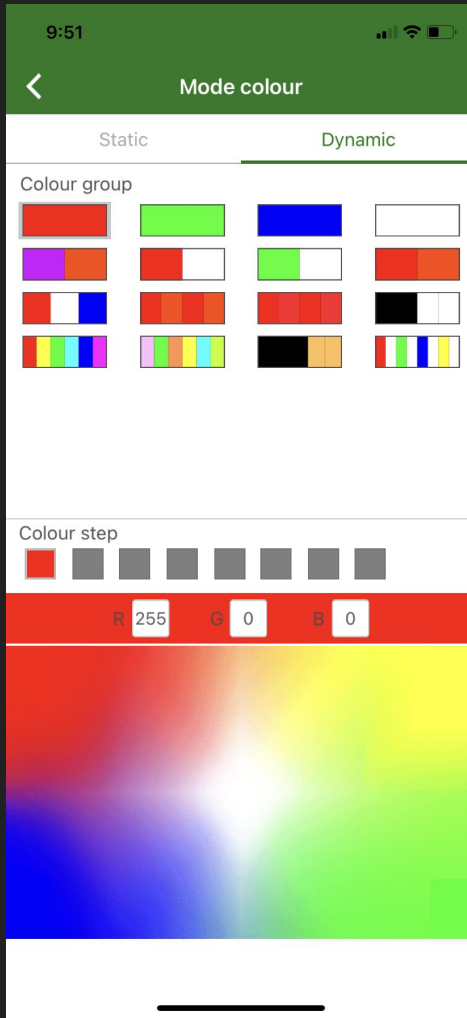 9:51
Mode colour
Static Dynamic
Colour group
Colour step
R 255 G 0 B 0